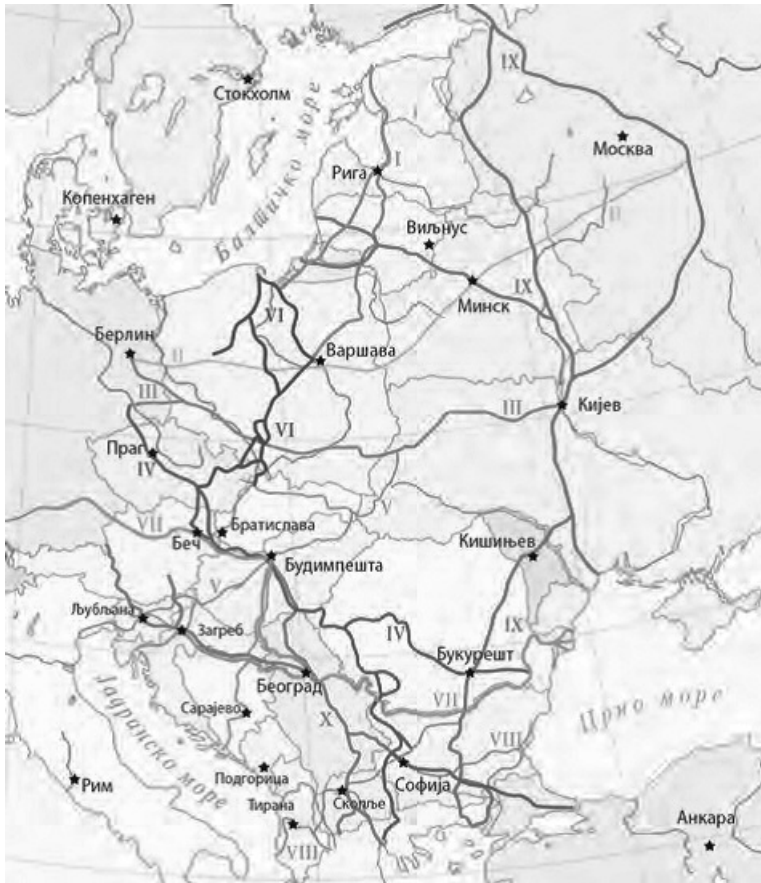 IX
Стокхолм
Москва
I
Рига
Балтичко море
Копенхаген
II
Виљнус
IX
Минск
VI
Берлин
II
Варшава
III
III
Кијев
VI
Праг
IV
V
VII
Братислава
Беч
Кишињев
Будимпешта
V
Љубљана
Загреб
IV
IX
Букурешт
Београд
VII
Јадранско море
Сарајево
X
Црно море
VIII
Софија
Подгорица
Рим
Тирана
Скопље
Анкара
VIII